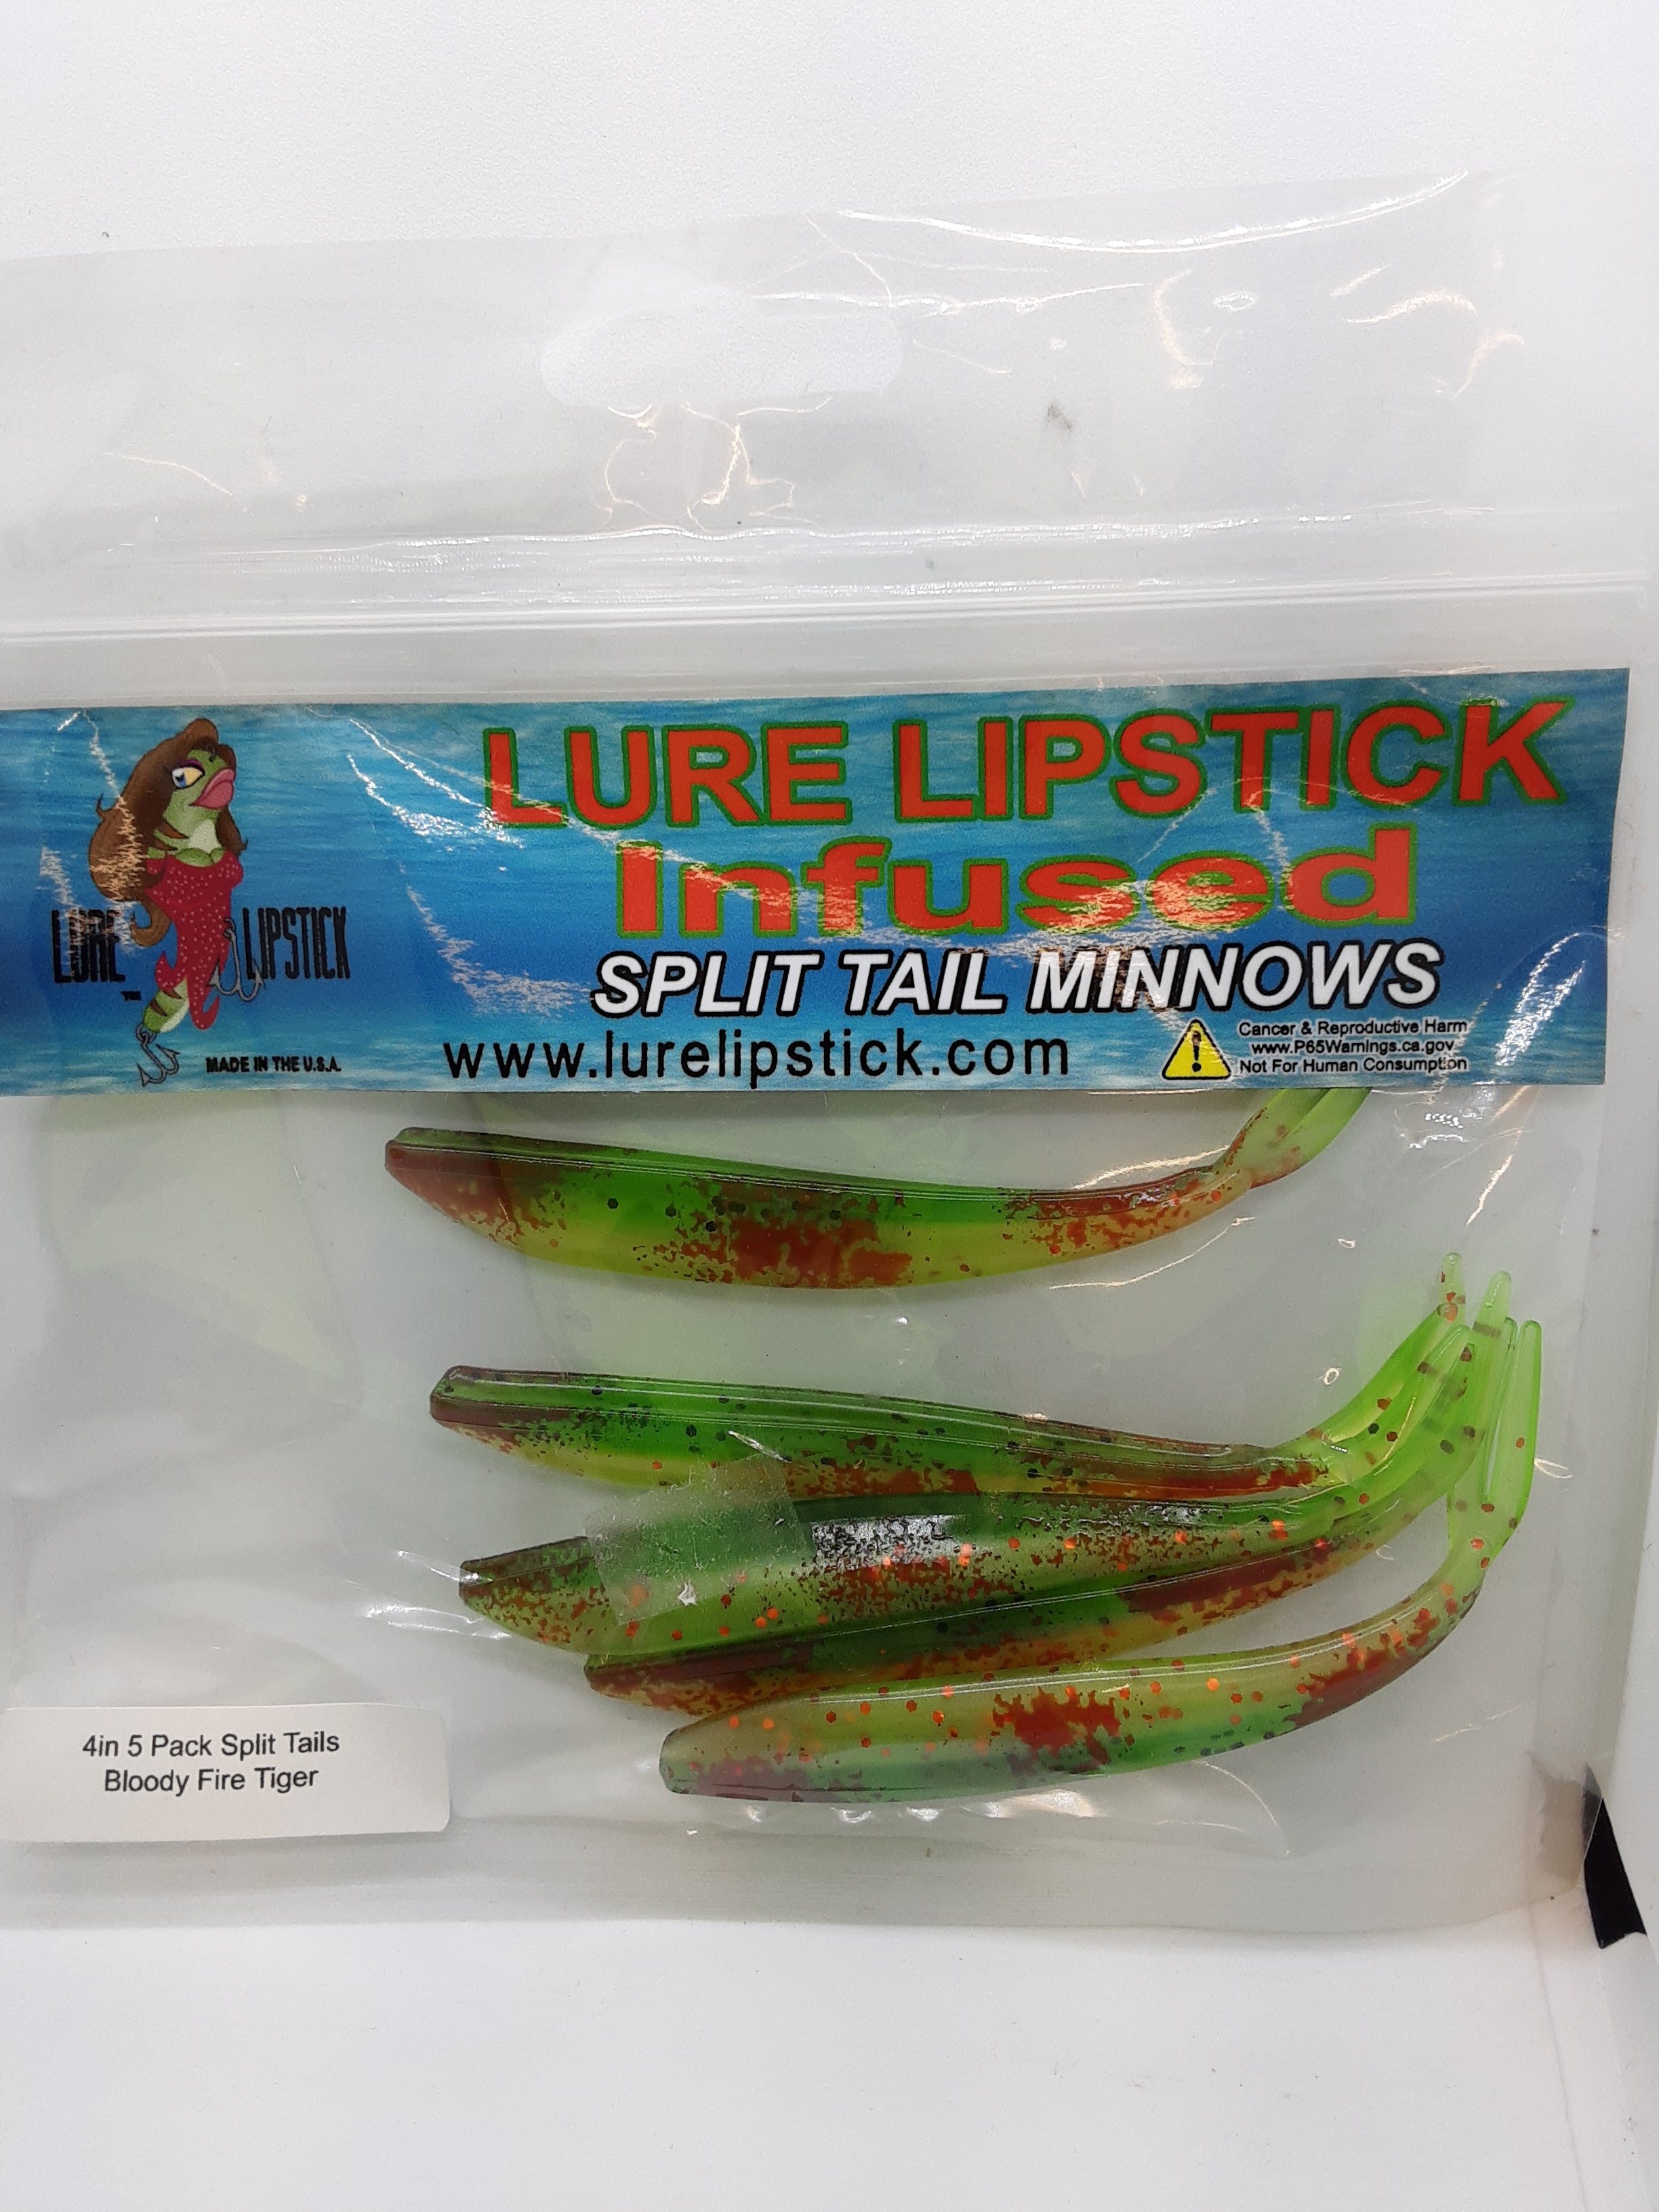 LURE LIPSTICK
Infused
SPLIT TAIL MINNOWS
www.lurelipstick.com
LURE LIPSTICK
TM
MADE IN THE U.S.A.
Cancer & Reproductive Harm
www.P65Warnings.ca.gov
Not For Human Consumption
4in 5 Pack Split Tails
Bloody Fire Tiger